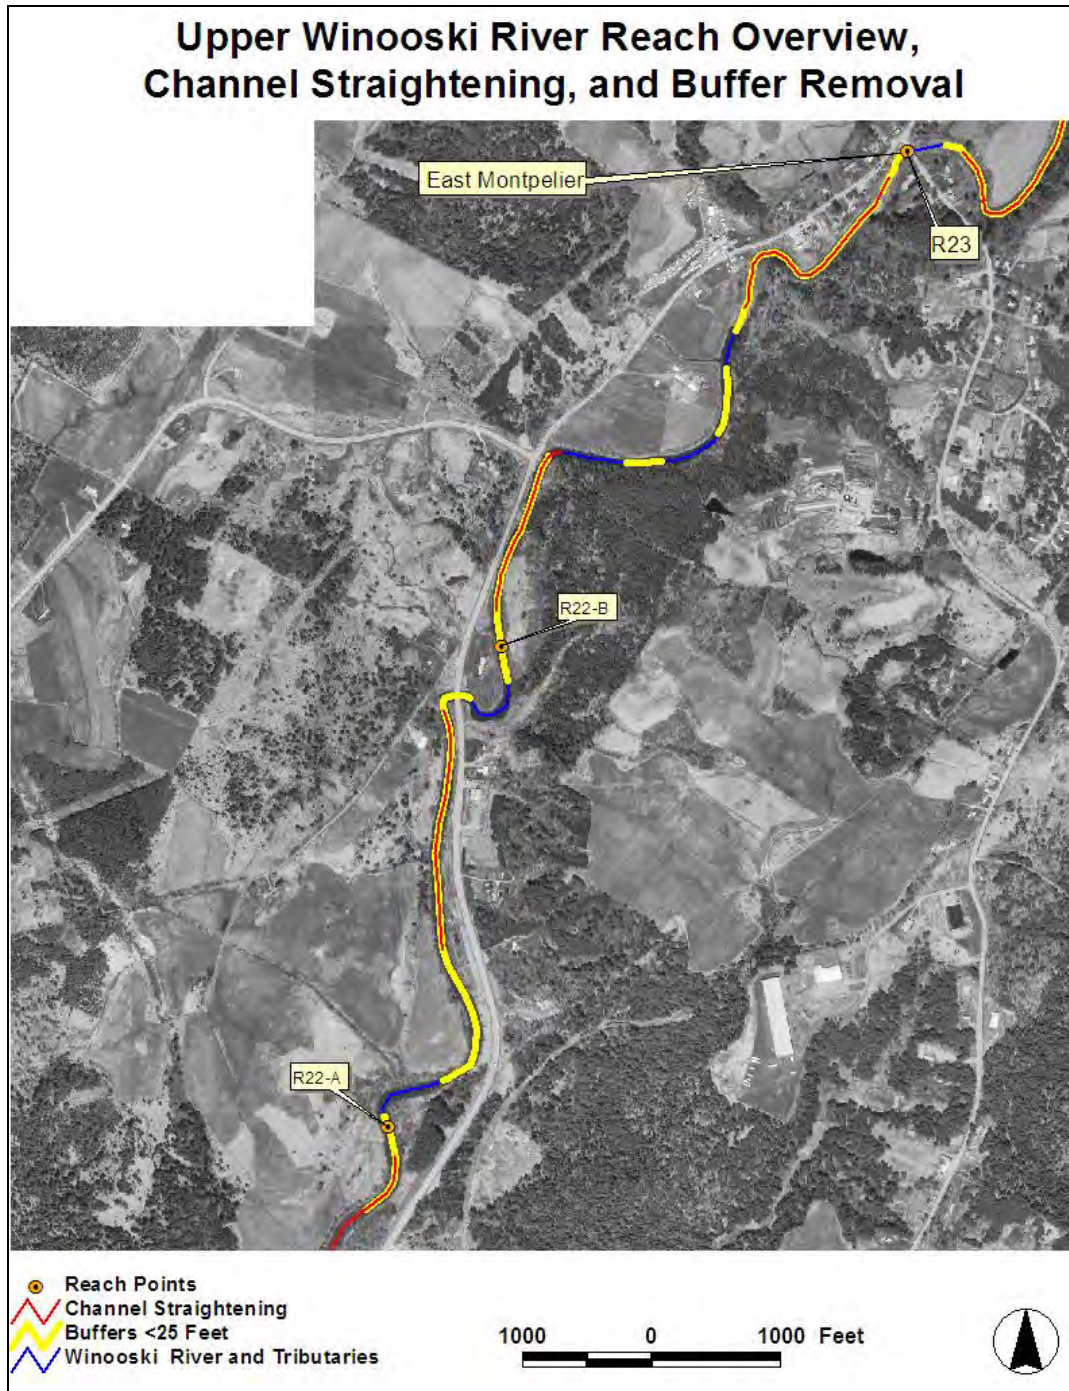 Upper Winooski River Reach Overview,
Channel Straightening, and Buffer Removal
East Montpelier
R23
R22-B
R22-A
Reach Points
Channel Straightening
Buffers <25 Feet
Winooski River and Tributaries
1000 0 1000 Feet